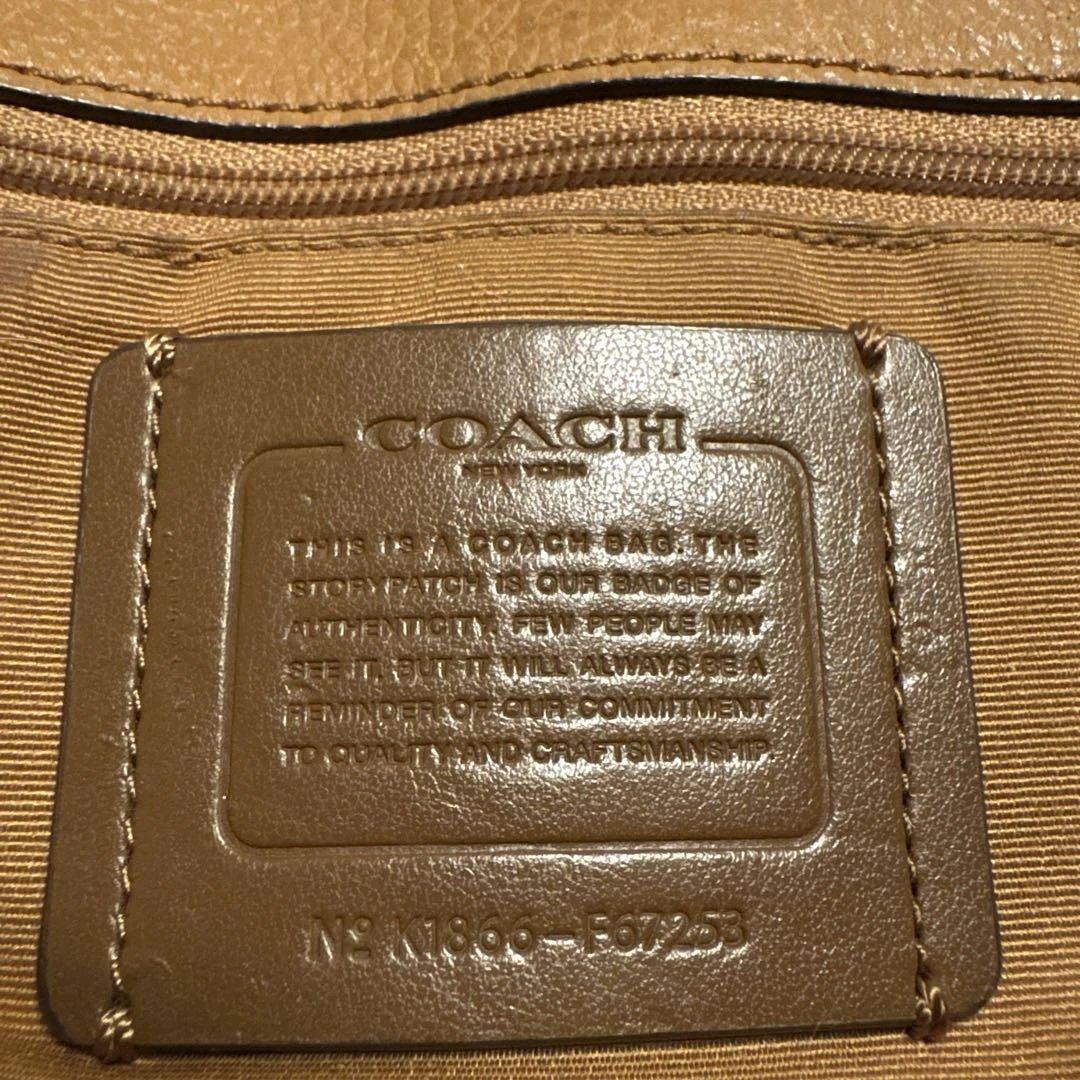 COACH
NEW YORK
THIS IS A COACH BAG. THE
STORYPATCH IS OUR BADGE OF
AUTHENTICITY. FEW PEOPLE MAY
SEE IT, BUT IT WILL ALWAYS BE A
REMINDER OF OUR COMMITMENT
TO QUALITY AND CRAFTSMANSHIP.
Nº K1866-F67253